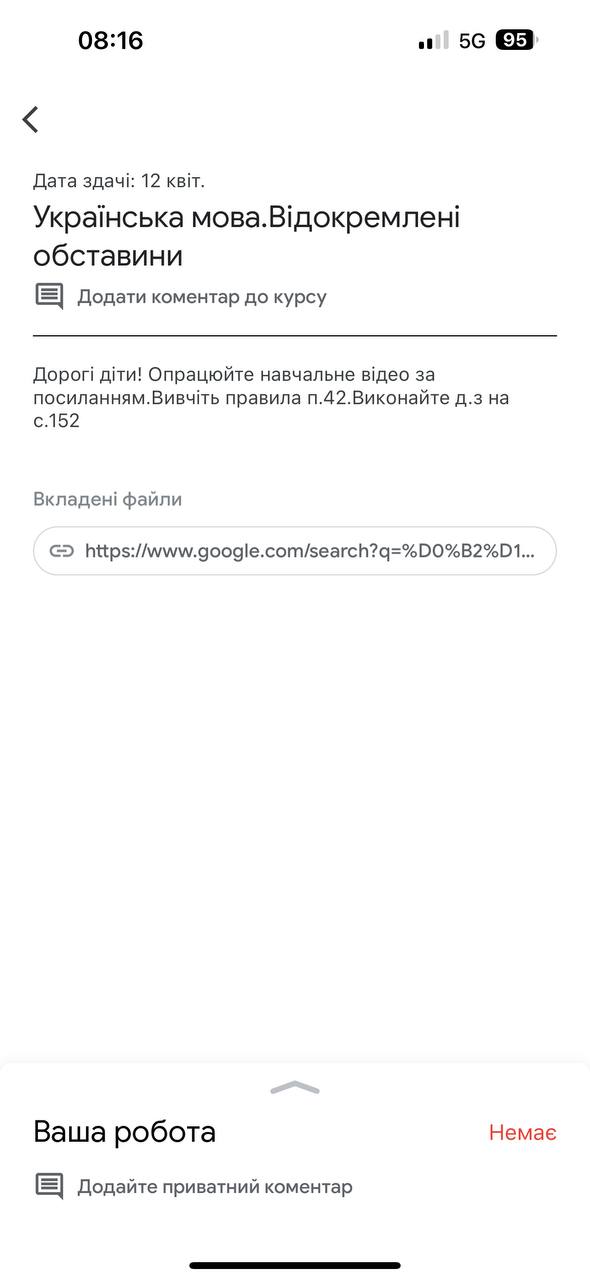 08:16
5G 95
Дата здачі: 12 квіт.
Українська мова.Відокремлені
обставини
Додати коментар до курсу
Дорогі діти! Опрацюйте навчальне відео за
посиланням.Вивчіть правила п.42.Виконайте д.з на
с.152
Вкладені файли
https://www.google.com/search?q=%D0%B2%D1...
Ваша робота
Немає
Додайте приватний коментар